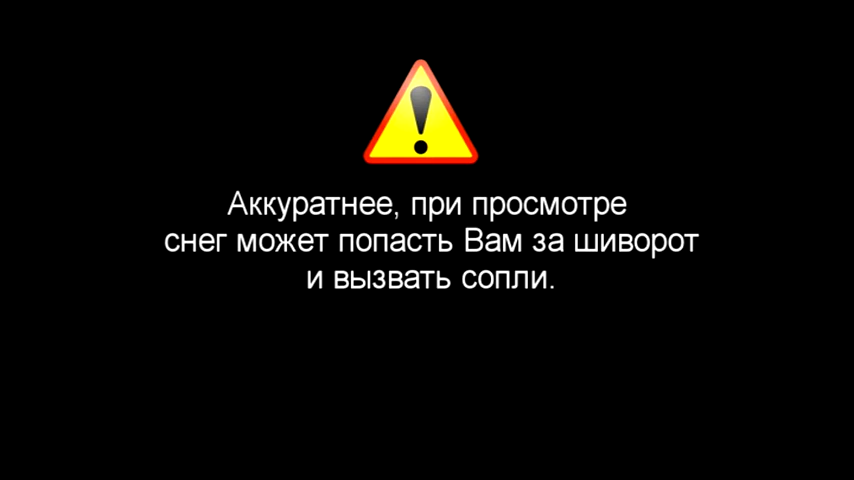 Аккуратнее, при просмотре
снег может попасть Вам за шиворот
и вызвать сопли.